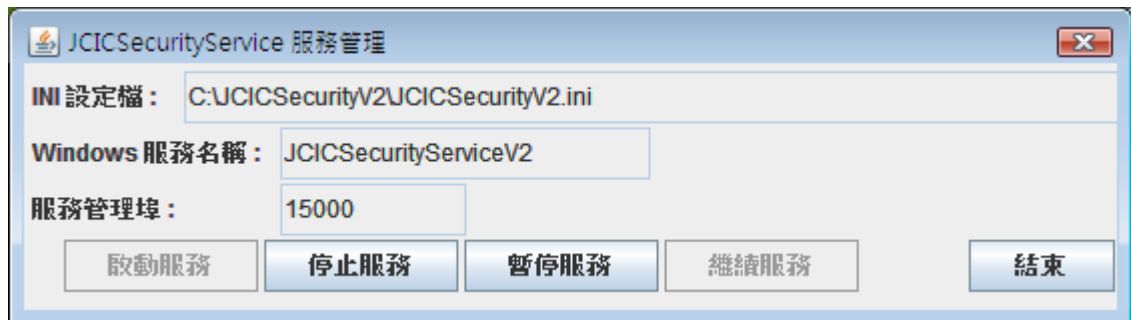 JCICSecurityService 服務管理
INI 設定檔： C:\JCICSecurityV2\JCICSecurityV2.ini
Windows 服務名稱： JCICSecurityServiceV2
服務管理埠： 15000
啟動服務 停止服務 暫停服務 繼續服務 結束